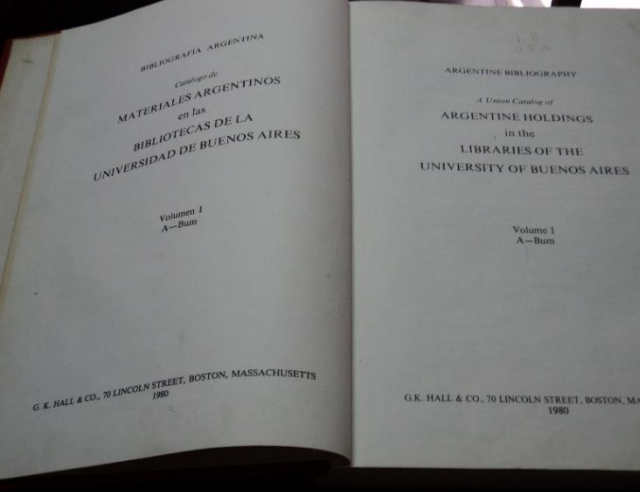 BIBLIOGRAFÍA ARGENTINA
Catálogo de
MATERIALES ARGENTINOS
en las
BIBLIOTECAS DE LA
UNIVERSIDAD DE BUENOS AIRES
Volumen 1
A—Bum
G. K. HALL & CO., 70 LINCOLN STREET, BOSTON, MASSACHUSETTS
1980
ARGENTINE BIBLIOGRAPHY
A Union Catalog of
ARGENTINE HOLDINGS
in the
LIBRARIES OF THE
UNIVERSITY OF BUENOS AIRES
Volume 1
A—Bum
G.K. HALL & CO., 70 LINCOLN STREET, BOSTON, MA
1980